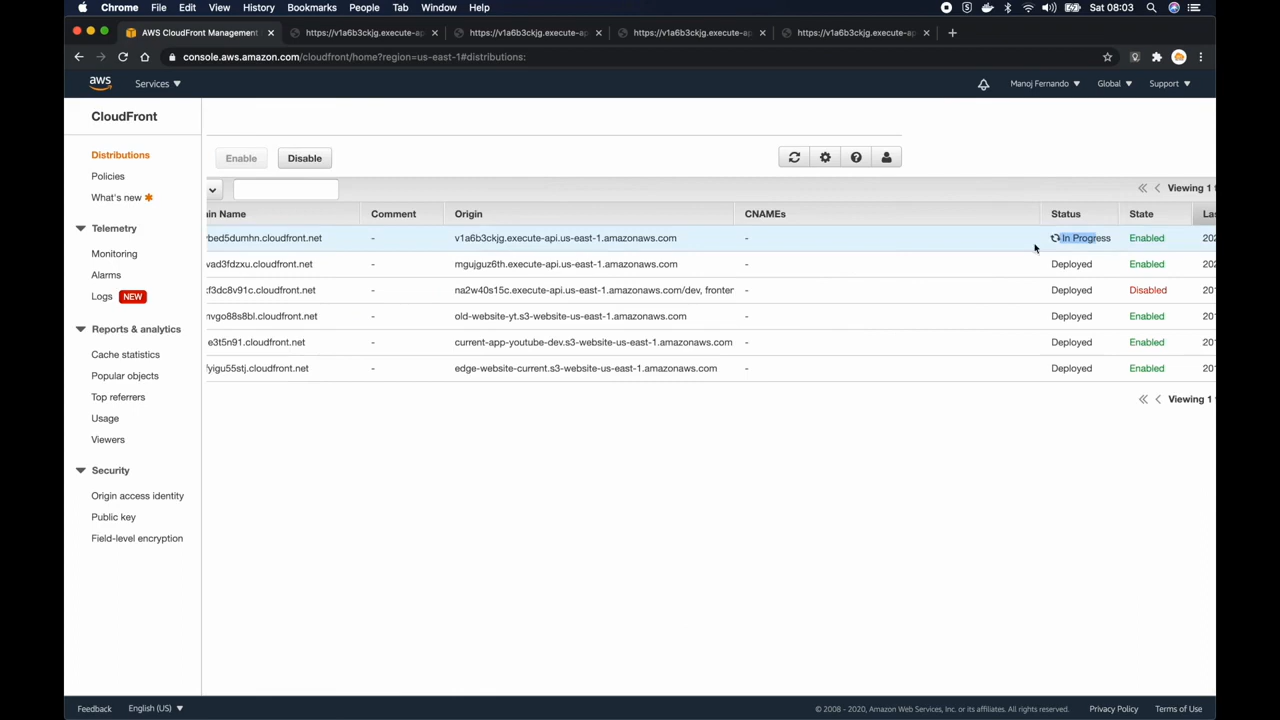 Chrome File Edit View History Bookmarks People Tab Window Help Sat 08:03
AWS CloudFront Management https://v1a6b3ckjg.execute-ap https://v1a6b3ckjg.execute-ap https://v1a6b3ckjg.execute-ap https://v1a6b3ckjg.execute-ap
console.aws.amazon.com/cloudfront/home?region=us-east-1#distributions:
aws Services Manoj Fernando Global Support
CloudFront
Distributions
Policies
What's new
Telemetry
Monitoring
Alarms
Logs NEW
Reports & analytics
Cache statistics
Popular objects
Top referrers
Usage
Viewers
Security
Origin access identity
Public key
Field-level encryption
Enable Disable
Viewing 1
Name Comment Origin CNAMEs Status State
bed5dumhn.cloudfront.net - v1a6b3ckjg.execute-api.us-east-1.amazonaws.com - In Progress Enabled 202
vad3fdzxu.cloudfront.net - mgujguz6th.execute-api.us-east-1.amazonaws.com - Deployed Enabled 202
f3dc8v91c.cloudfront.net - na2w40s15c.execute-api.us-east-1.amazonaws.com/dev, fronter - Deployed Disabled 201
nvgo88s8bl.cloudfront.net - old-website-yt.s3-website-us-east-1.amazonaws.com - Deployed Enabled 201
e3t5n91.cloudfront.net - current-app-youtube-dev.s3-website-us-east-1.amazonaws.com - Deployed Enabled 201
yigu55stj.cloudfront.net - edge-website-current.s3-website-us-east-1.amazonaws.com - Deployed Enabled 201
Viewing 1
Feedback English (US) © 2008 - 2020, Amazon Web Services, Inc. or its affiliates. All rights reserved. Privacy Policy Terms of Use